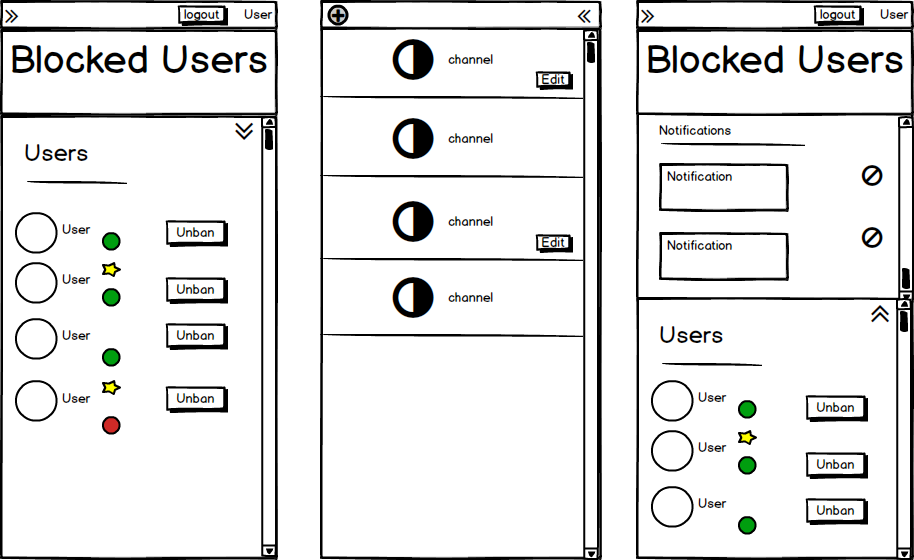 logout User
Blocked Users
Users
User
Unban
User
Unban
User
Unban
User
Unban
channel
Edit
channel
channel
Edit
channel
logout User
Blocked Users
Notifications
Notification
Notification
Users
User
Unban
User
Unban
User
Unban